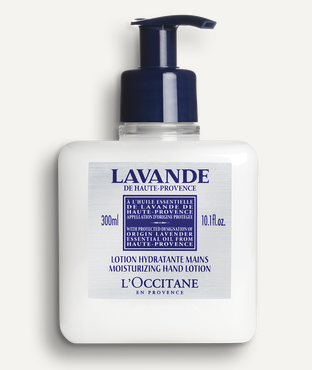 LAVANDE
DE HAUTE-PROVENCE
À L'HUILE ESSENTIELLE
DE LAVANDE DE
HAUTE-PROVENCE
APPELLATION D'ORIGINE PROTÉGÉE
300ml
10.1fl.oz.
WITH PROTECTED DESIGNATION OF
ORIGIN LAVENDER
ESSENTIAL OIL FROM
HAUTE-PROVENCE
LOTION HYDRATANTE MAINS
MOISTURIZING HAND LOTION
L'OCCITANE
EN PROVENCE